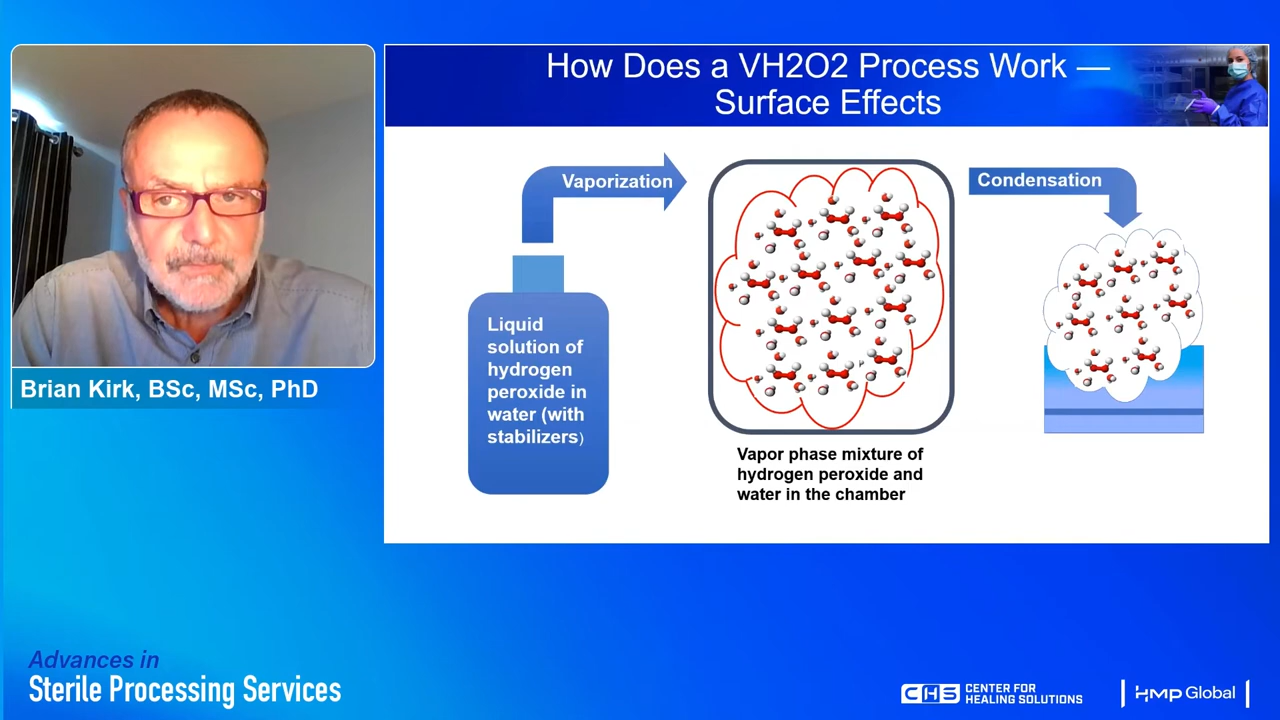 How Does a VH2O2 Process Work —
Surface Effects
Brian Kirk, BSc, MSc, PhD
Vaporization
Condensation
Liquid
solution of
hydrogen
peroxide in
water (with
stabilizers)
Vapor phase mixture of
hydrogen peroxide and
water in the chamber
Advances in
Sterile Processing Services
CHS CENTER FOR
HEALING SOLUTIONS
HMP Global